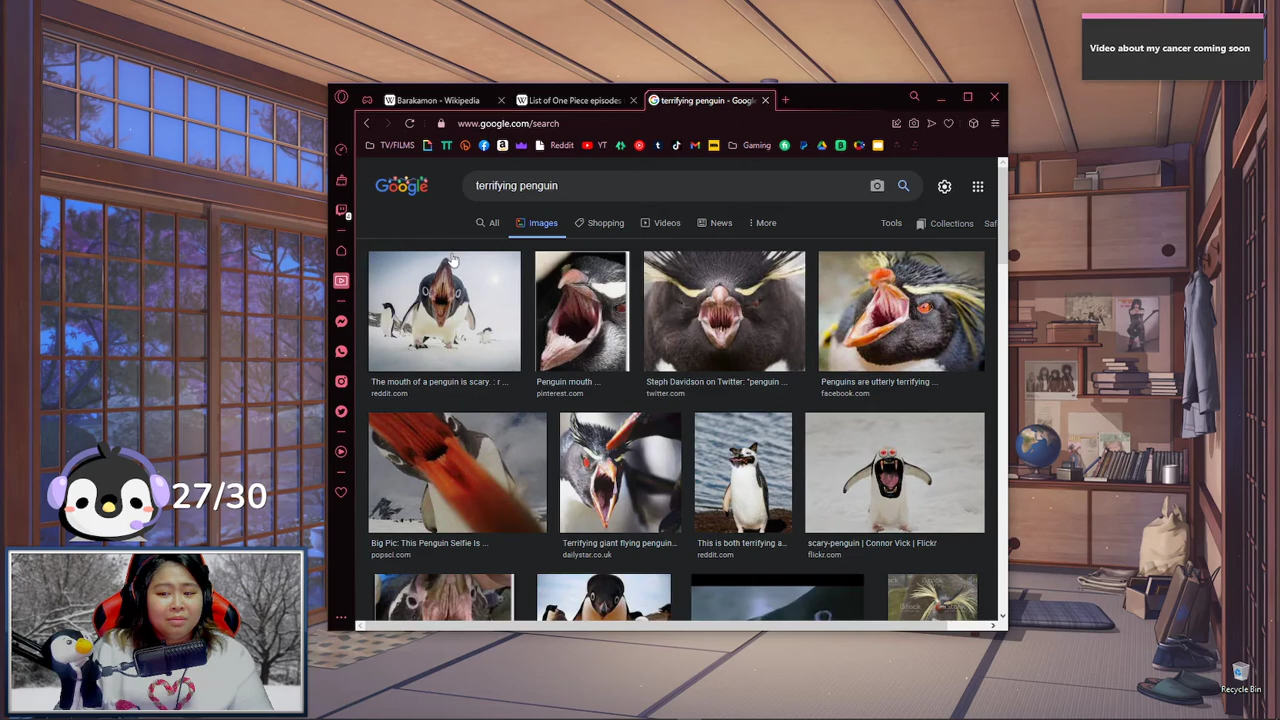 Video about my cancer coming soon
Barakamon - Wikipedia
List of One Piece episodes
terrifying penguin - Goog
www.google.com/search
TV/FILMS
Reddit
YT
Gaming
Google
terrifying penguin
All
Images
Shopping
Videos
News
More
Tools
Collections
Saf
The mouth of a penguin is scary. : r ...
reddit.com
Penguin mouth ...
pinterest.com
Steph Davidson on Twitter: "penguin ...
twitter.com
Penguins are utterly terrifying ...
facebook.com
27/30
Big Pic: This Penguin Selfie Is ...
popsci.com
Terrifying giant flying penguin...
dailystar.co.uk
This is both terrifying a...
reddit.com
scary-penguin | Connor Vick | Flickr
flickr.com
Recycle Bin